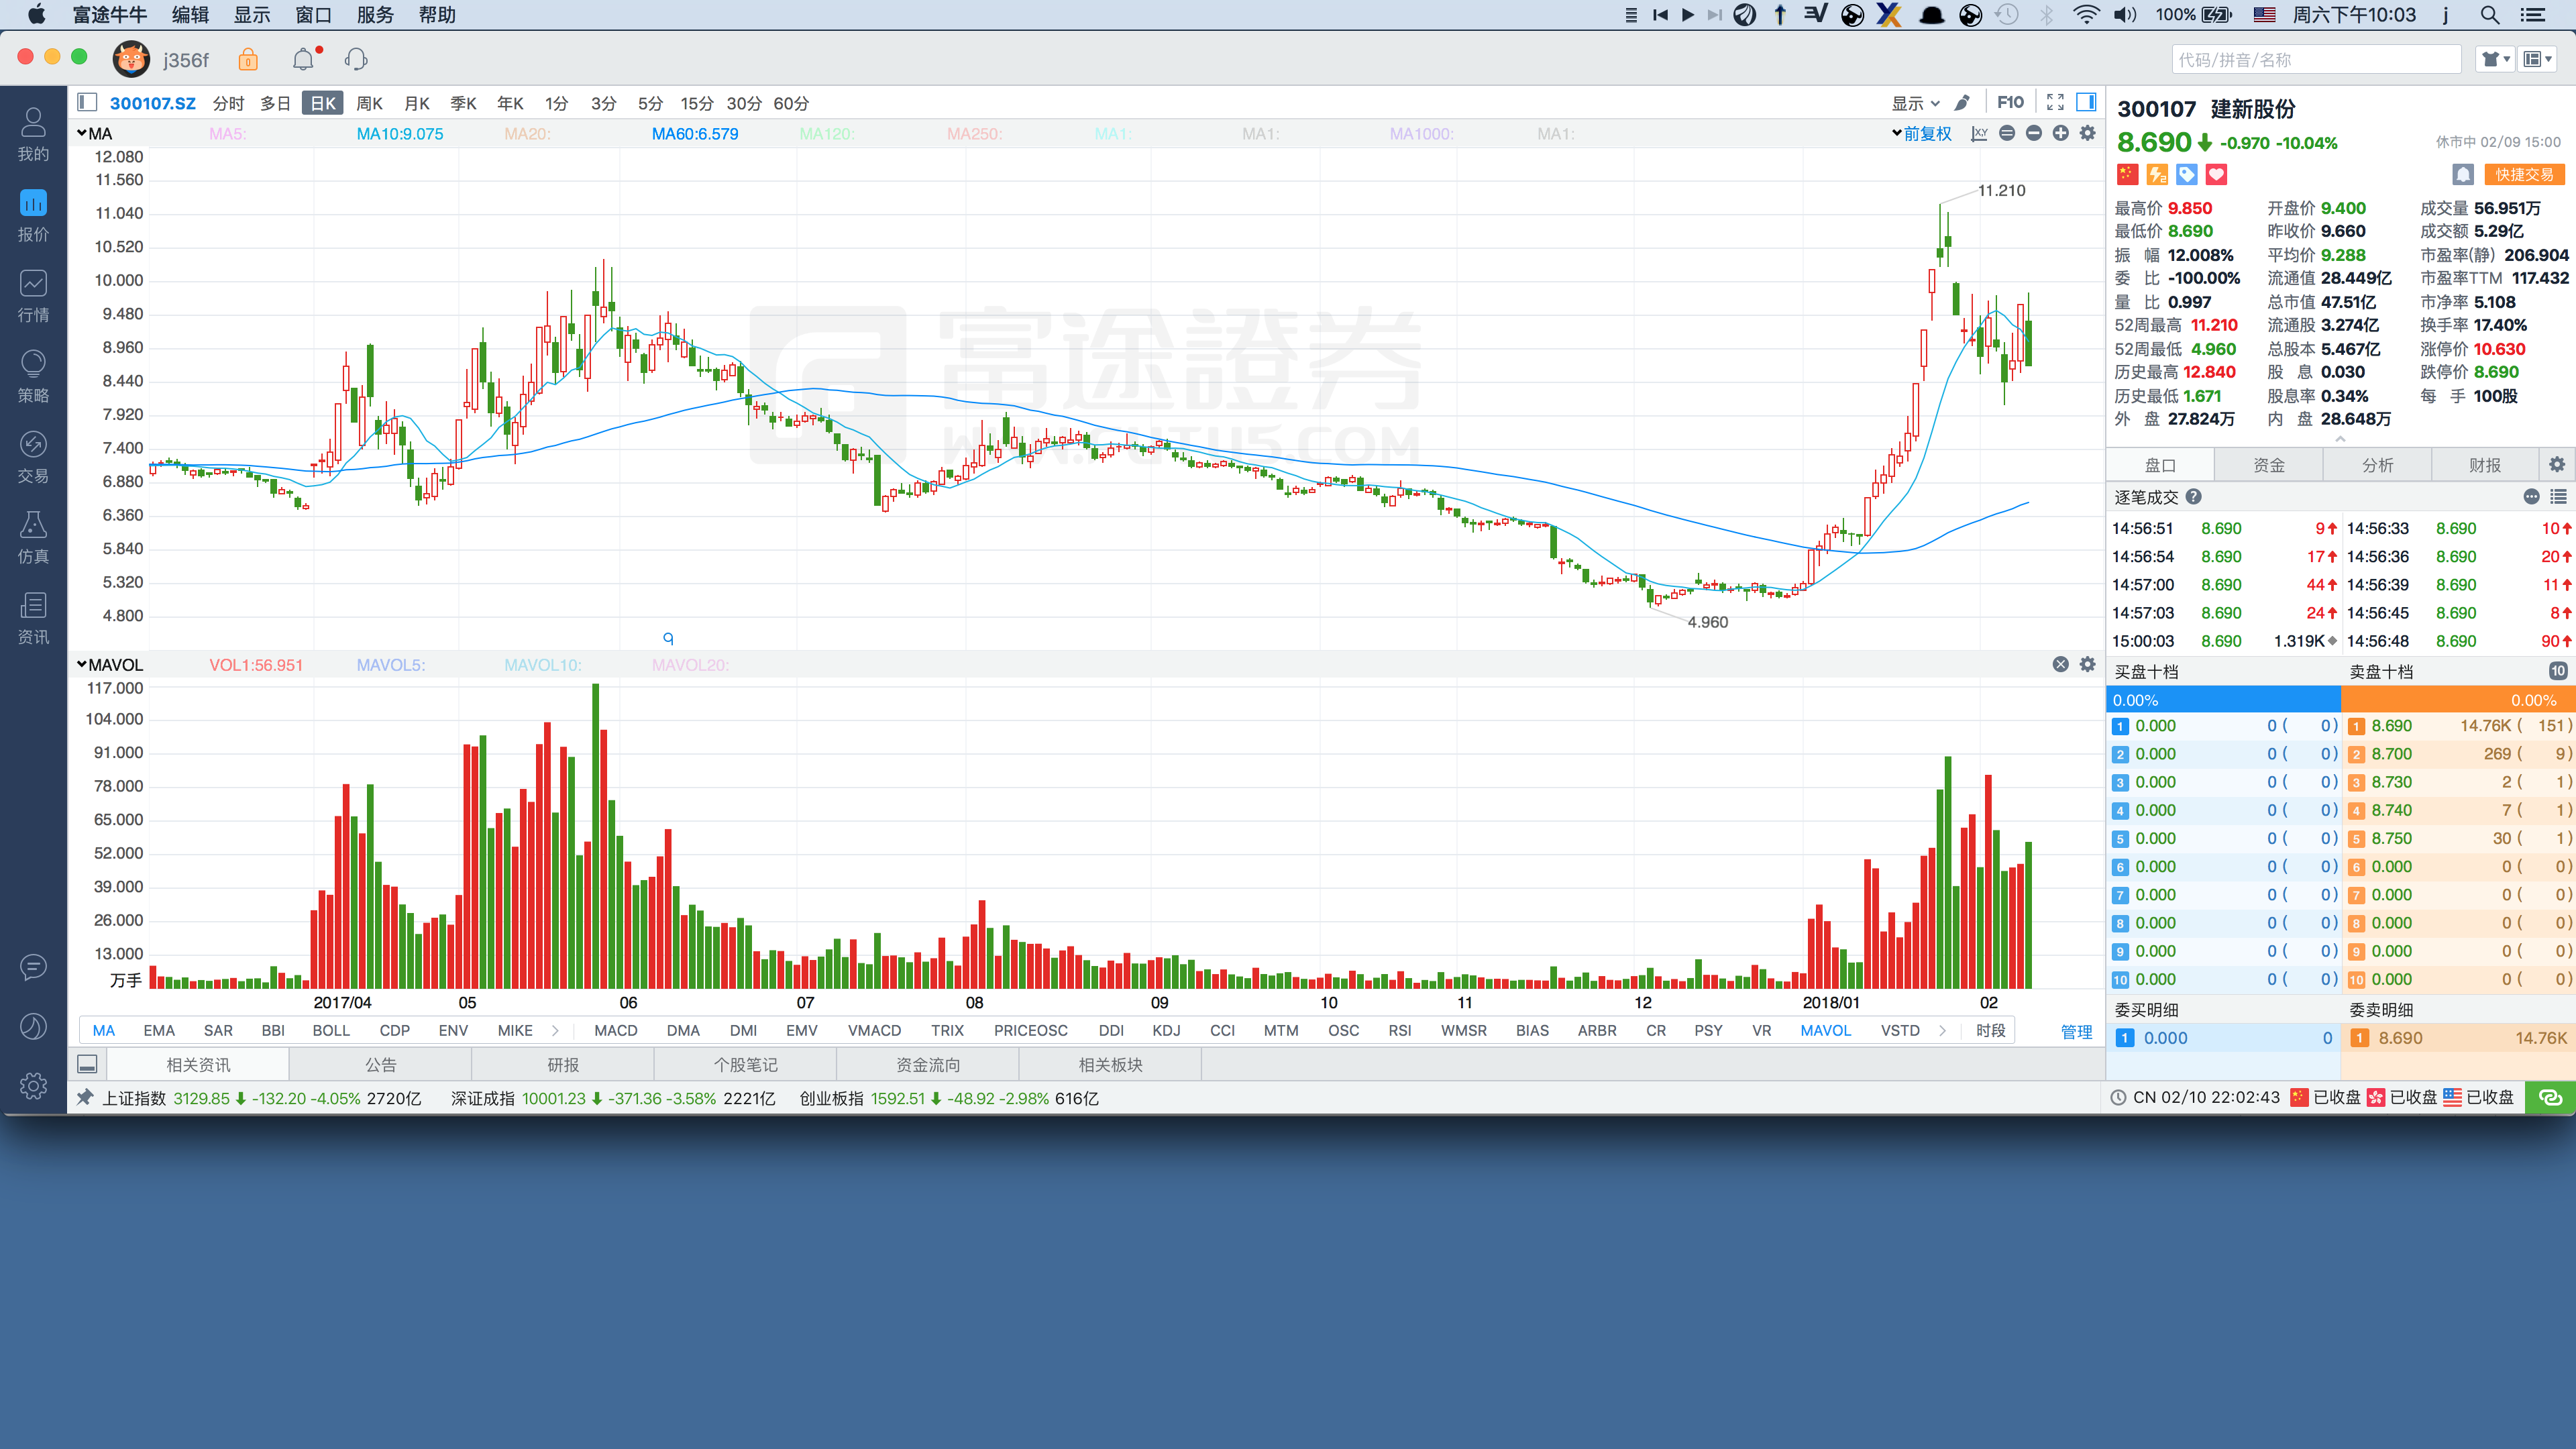 富途牛牛 编辑 显示 窗口 服务 帮助 100% 周六下午10:03 j
j356f 代码/拼音/名称
我的
报价
行情
策略
交易
仿真
资讯
300107.SZ 分时 多日 日K 周K 月K 季K 年K 1分 3分 5分 15分 30分 60分 显示 F10
MA MA5: MA10:9.075 MA20: MA60:6.579 MA120: MA250: MA1: MA1: MA1000: MA1: 前复权
12.080
11.560
11.040
10.520
10.000
9.480
8.960
8.440
7.920
7.400
6.880
6.360
5.840
5.320
4.800
11.210
4.960
富途證券
WWW.FUTU5.COM
q
MAVOL VOL1:56.951 MAVOL5: MAVOL10: MAVOL20:
117.000
104.000
91.000
78.000
65.000
52.000
39.000
26.000
13.000
万手
2017/04 05 06 07 08 09 10 11 12 2018/01 02
MA EMA SAR BBI BOLL CDP ENV MIKE MACD DMA DMI EMV VMACD TRIX PRICEOSC DDI KDJ CCI MTM OSC RSI WMSR BIAS ARBR CR PSY VR MAVOL VSTD 时段 管理
相关资讯 公告 研报 个股笔记 资金流向 相关板块
上证指数 3129.85 -132.20 -4.05% 2720亿 深证成指 10001.23 -371.36 -3.58% 2221亿 创业板指 1592.51 -48.92 -2.98% 616亿
300107 建新股份
8.690 -0.970 -10.04% 休市中 02/09 15:00
快捷交易
最高价 9.850 开盘价 9.400 成交量 56.951万
最低价 8.690 昨收价 9.660 成交额 5.29亿
振幅 12.008% 平均价 9.288 市盈率(静) 206.904
委比 -100.00% 流通值 28.449亿 市盈率TTM 117.432
量比 0.997 总市值 47.51亿 市净率 5.108
52周最高 11.210 流通股 3.274亿 换手率 17.40%
52周最低 4.960 总股本 5.467亿 涨停价 10.630
历史最高 12.840 股息 0.030 跌停价 8.690
历史最低 1.671 股息率 0.34% 每手 100股
外盘 27.824万 内盘 28.648万
盘口 资金 分析 财报
逐笔成交
14:56:51 8.690 9 14:56:33 8.690 10
14:56:54 8.690 17 14:56:36 8.690 20
14:57:00 8.690 44 14:56:39 8.690 11
14:57:03 8.690 24 14:56:45 8.690 8
15:00:03 8.690 1.319K 14:56:48 8.690 90
买盘十档 卖盘十档 10
0.00% 0.00%
1 0.000 0 ( 0) 1 8.690 14.76K ( 151)
2 0.000 0 ( 0) 2 8.700 269 ( 9)
3 0.000 0 ( 0) 3 8.730 2 ( 1)
4 0.000 0 ( 0) 4 8.740 7 ( 1)
5 0.000 0 ( 0) 5 8.750 30 ( 1)
6 0.000 0 ( 0) 6 0.000 0 ( 0)
7 0.000 0 ( 0) 7 0.000 0 ( 0)
8 0.000 0 ( 0) 8 0.000 0 ( 0)
9 0.000 0 ( 0) 9 0.000 0 ( 0)
10 0.000 0 ( 0) 10 0.000 0 ( 0)
委买明细 委卖明细
1 0.000 0 1 8.690 14.76K
CN 02/10 22:02:43 已收盘 已收盘 已收盘